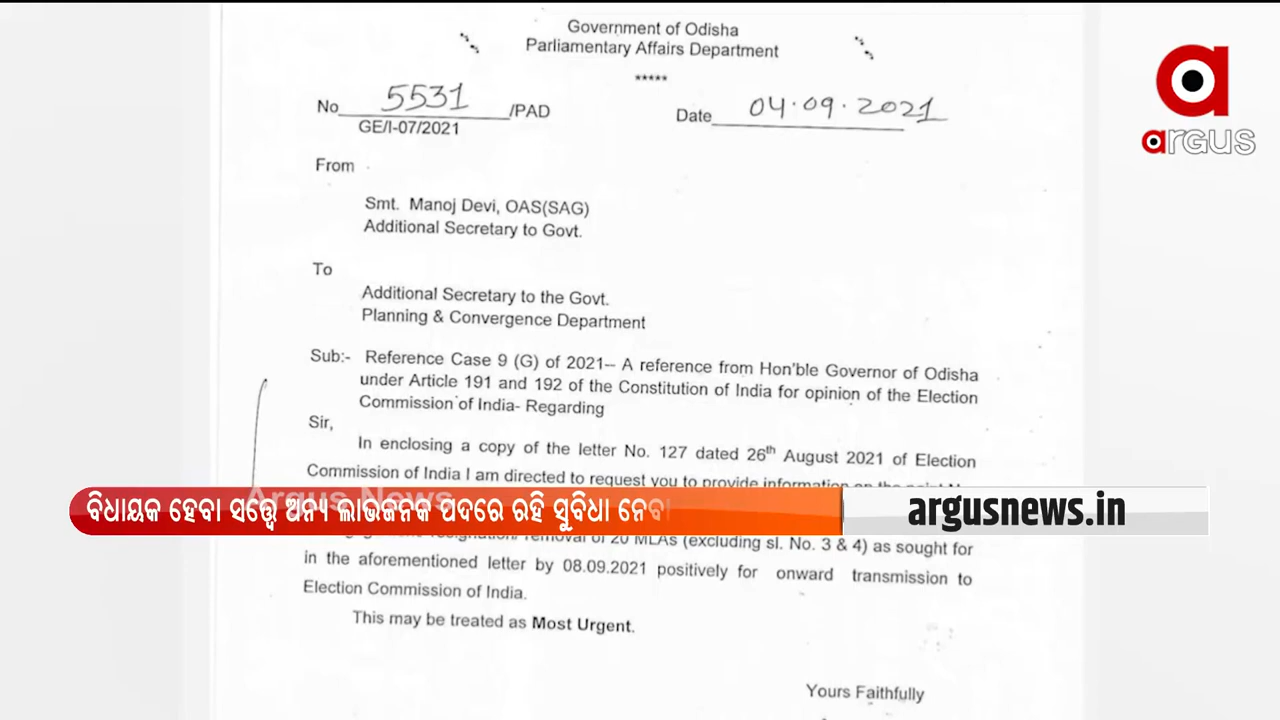 Government of Odisha
Parliamentary Affairs Department
*****
No 5531 /PAD
GE/I-07/2021
Date 04.09.2021
From
Smt. Manoj Devi, OAS(SAG)
Additional Secretary to Govt.
To
Additional Secretary to the Govt.
Planning & Convergence Department
Sub:- Reference Case 9 (G) of 2021– A reference from Hon'ble Governor of Odisha
under Article 191 and 192 of the Constitution of India for opinion of the Election
Commission of India- Regarding
Sir,
In enclosing a copy of the letter No. 127 dated 26th August 2021 of Election
Commission of India I am directed to request you to provide information on the
removal of 20 MLAs (excluding sl. No. 3 & 4) as sought for
in the aforementioned letter by 08.09.2021 positively for onward transmission to
Election Commission of India.
This may be treated as Most Urgent.
Yours Faithfully
Argus News
ବିଧାୟକ ହେବା ସତ୍ତ୍ୱେ ଅନ୍ୟ ଲାଭଜନକ ପଦରେ ରହି ସୁବିଧା ନେବା
argusnews.in
a
argus